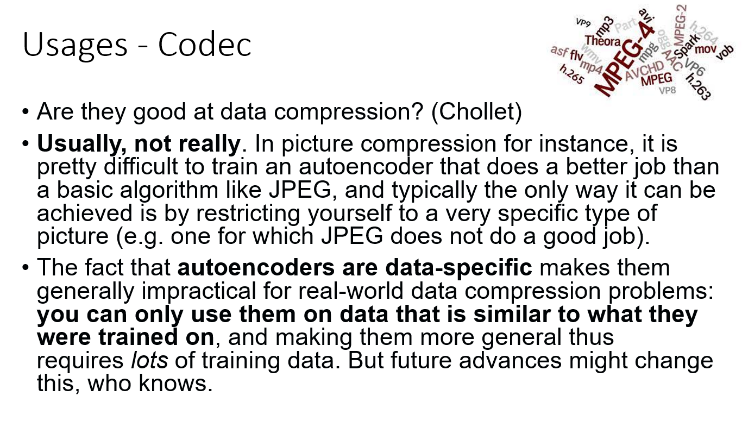 Usages - Codec
VP9
mp3
Part
avi
MPEG-2
h.264
Theora
ogg
Spark
mov
vob
asf
flv
wmv
mp4
MPEG-4
mpg
AAC
VP6
h.265
AVCHD
MPEG
h.263
VP8
• Are they good at data compression? (Chollet)
• Usually, not really. In picture compression for instance, it is
pretty difficult to train an autoencoder that does a better job than
a basic algorithm like JPEG, and typically the only way it can be
achieved is by restricting yourself to a very specific type of
picture (e.g. one for which JPEG does not do a good job).
• The fact that autoencoders are data-specific makes them
generally impractical for real-world data compression problems:
you can only use them on data that is similar to what they
were trained on, and making them more general thus
requires lots of training data. But future advances might change
this, who knows.